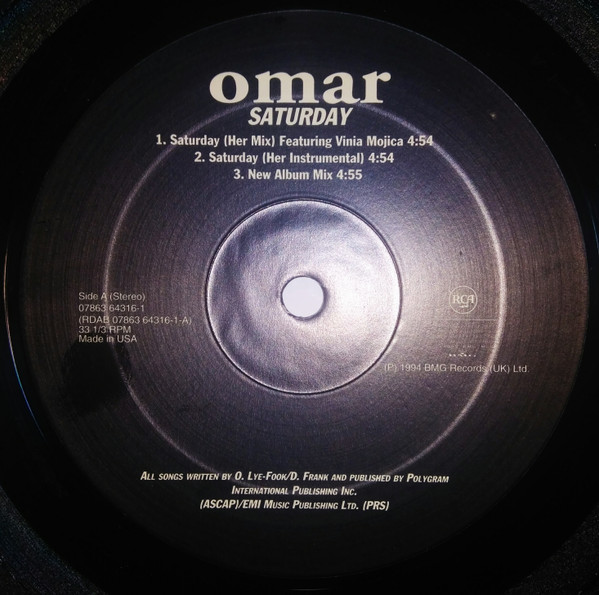 omar
SATURDAY
1. Saturday (Her Mix) Featuring Vinia Mojica 4:54
2. Saturday (Her Instrumental) 4:54
3. New Album Mix 4:55
Side A (Stereo)
07863 64316-1
(RDAB 07863 64316-1-A)
33 1/3 RPM
Made in USA
RCA
(P) 1994 BMG Records (UK) Ltd.
ALL SONGS WRITTEN BY O. LYE-FOOK/D. FRANK AND PUBLISHED BY POLYGRAM
INTERNATIONAL PUBLISHING INC.
(ASCAP)/EMI MUSIC PUBLISHING LTD. (PRS)